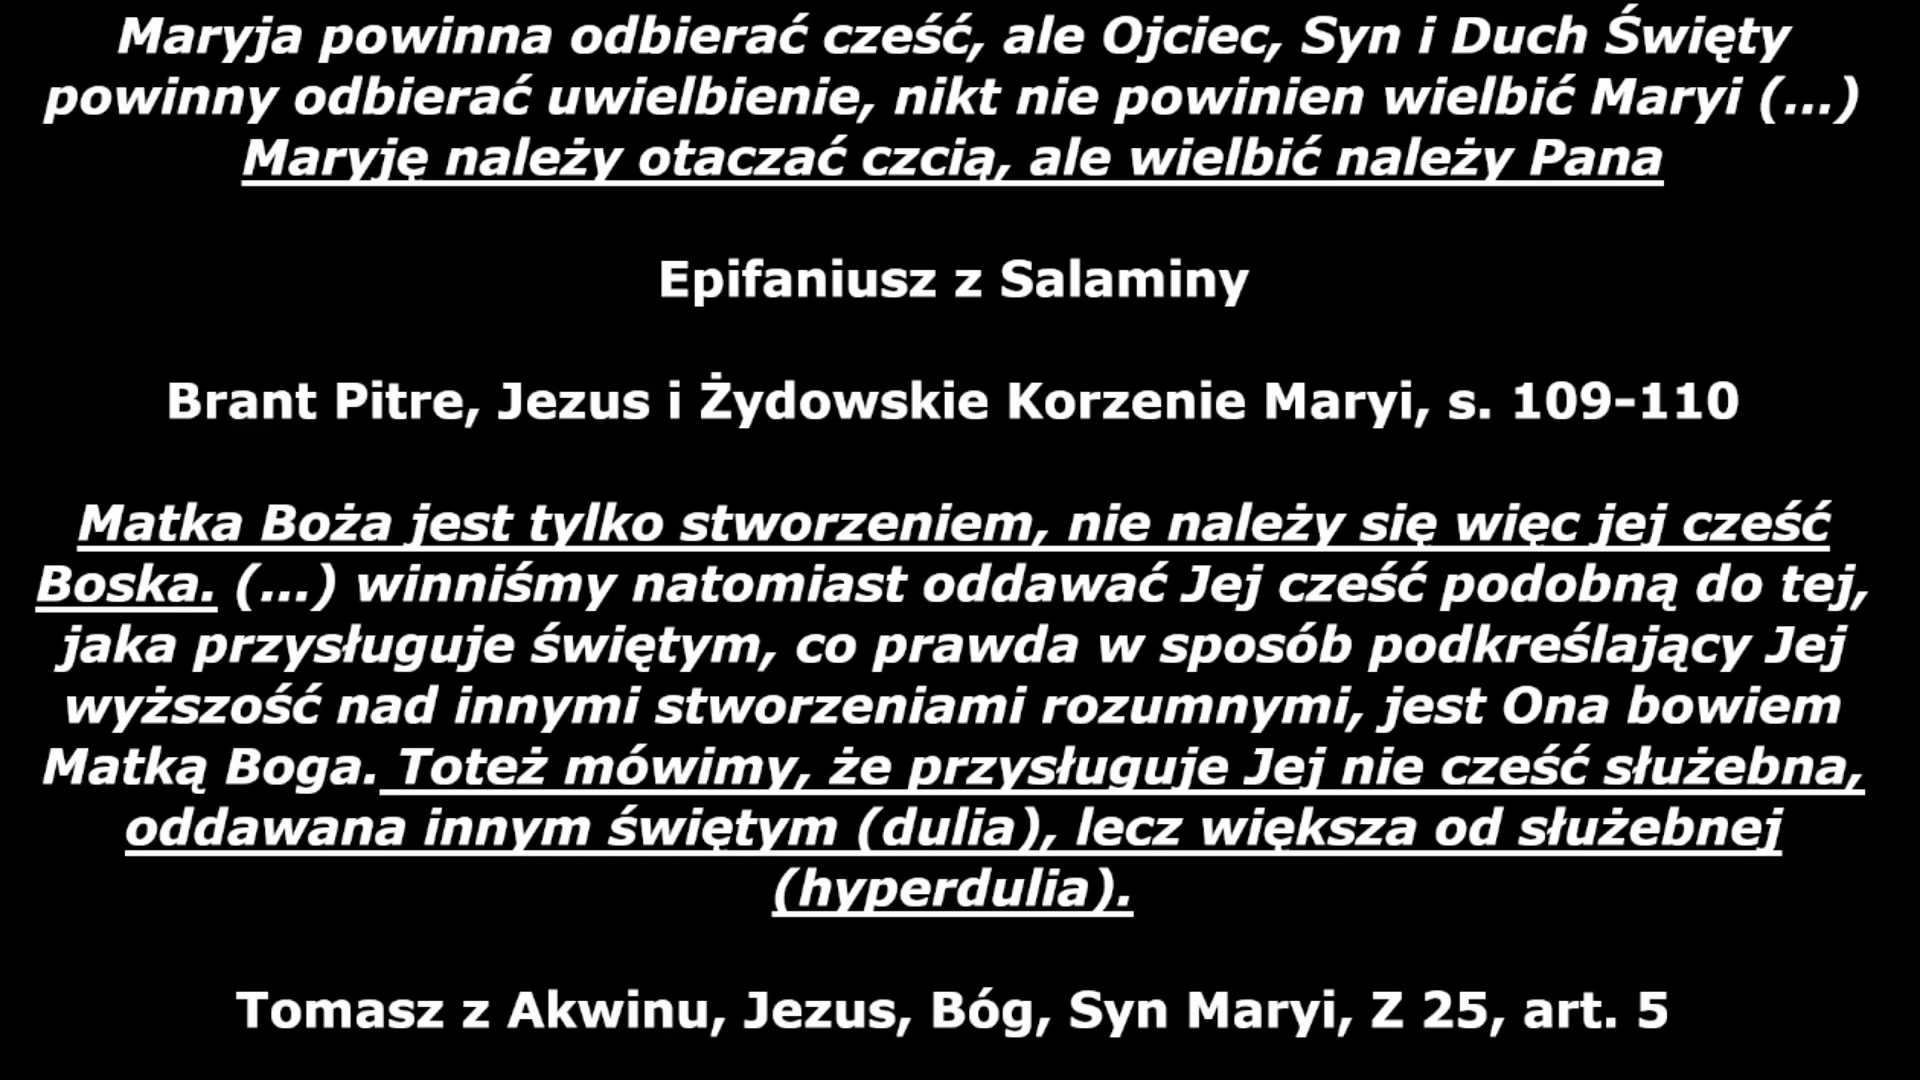 Maryja powinna odbierać cześć, ale Ojciec, Syn i Duch Święty
powinny odbierać uwielbienie, nikt nie powinien wielbić Maryi (...)
Maryję należy otaczać czcią, ale wielbić należy Pana
Epifaniusz z Salaminy
Brant Pitre, Jezus i Żydowskie Korzenie Maryi, s. 109-110
Matka Boża jest tylko stworzeniem, nie należy się więc jej cześć
Boska. (...) winniśmy natomiast oddawać Jej cześć podobną do tej,
jaka przysługuje świętym, co prawda w sposób podkreślający Jej
wyższość nad innymi stworzeniami rozumnymi, jest Ona bowiem
Matką Boga. Toteż mówimy, że przysługuje Jej nie cześć służebna,
oddawana innym świętym (dulia), lecz większa od służebnej
(hyperdulia).
Tomasz z Akwinu, Jezus, Bóg, Syn Maryi, Z 25, art. 5